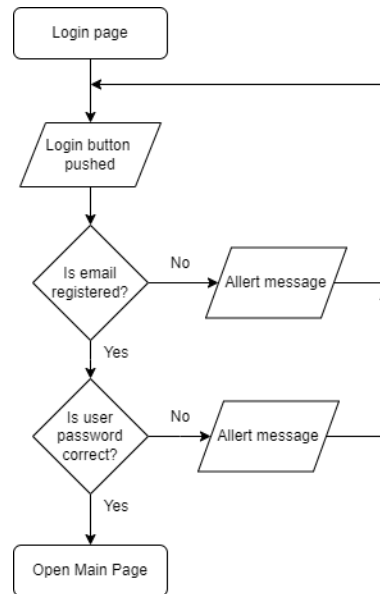 Login page
Login button
pushed
Is email
registered?
No
Allert message
Yes
Is user
password
correct?
No
Allert message
Yes
Open Main Page